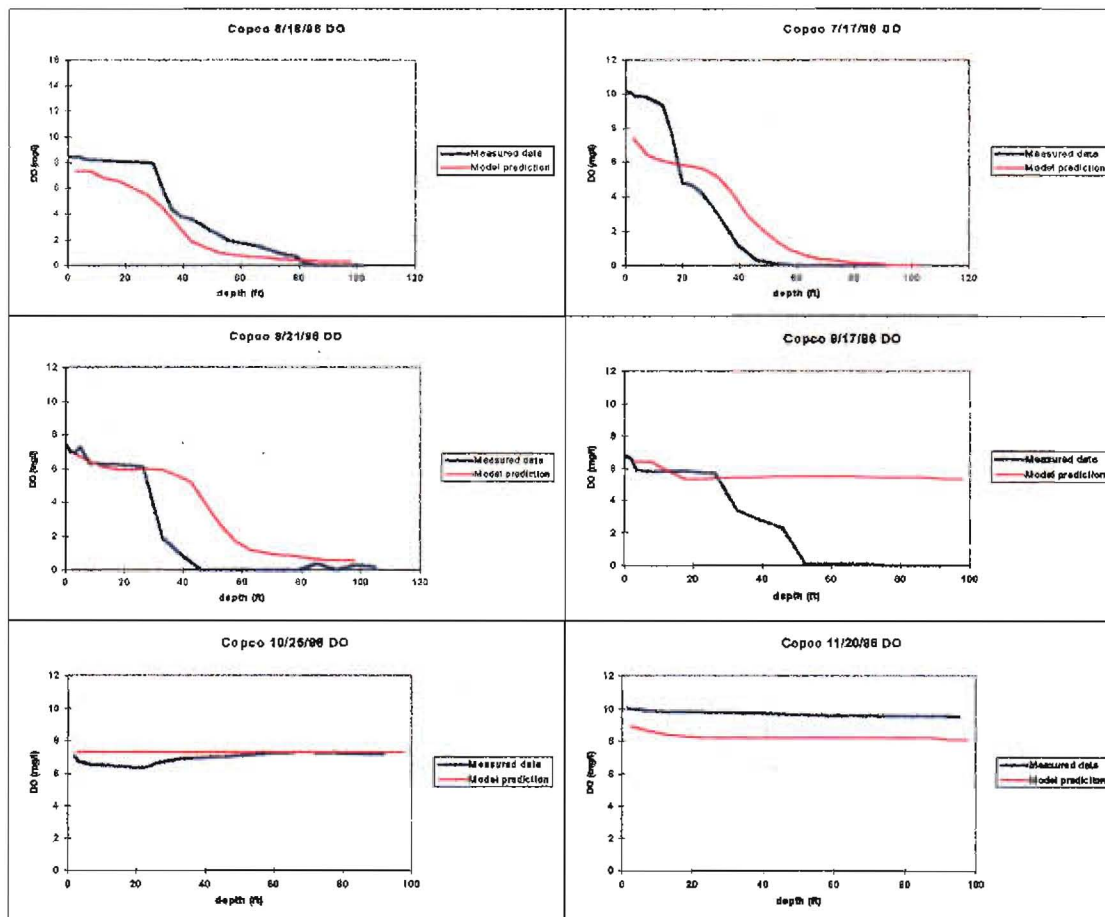 Copco 6/18/96 DO
16
14
12
10
8
6
4
2
0
DO (mg/l)
0 20 40 60 80 100 120
depth (ft)
Measured data
Model prediction
Copco 7/17/96 DO
12
10
8
6
4
2
0
DO (mg/l)
0 20 40 60 80 100 120
depth (ft)
Measured data
Model prediction
Copco 8/21/96 DO
12
10
8
6
4
2
0
DO (mg/l)
0 20 40 60 80 100 120
depth (ft)
Measured data
Model prediction
Copco 9/17/96 DO
12
10
8
6
4
2
0
DO (mg/l)
0 20 40 60 80 100
depth (ft)
Measured data
Model prediction
Copco 10/25/96 DO
12
10
8
6
4
2
0
DO (mg/l)
0 20 40 60 80 100
depth (ft)
Measured data
Model prediction
Copco 11/20/96 DO
12
10
8
6
4
2
0
DO (mg/l)
0 20 40 60 80 100
depth (ft)
Measured data
Model prediction